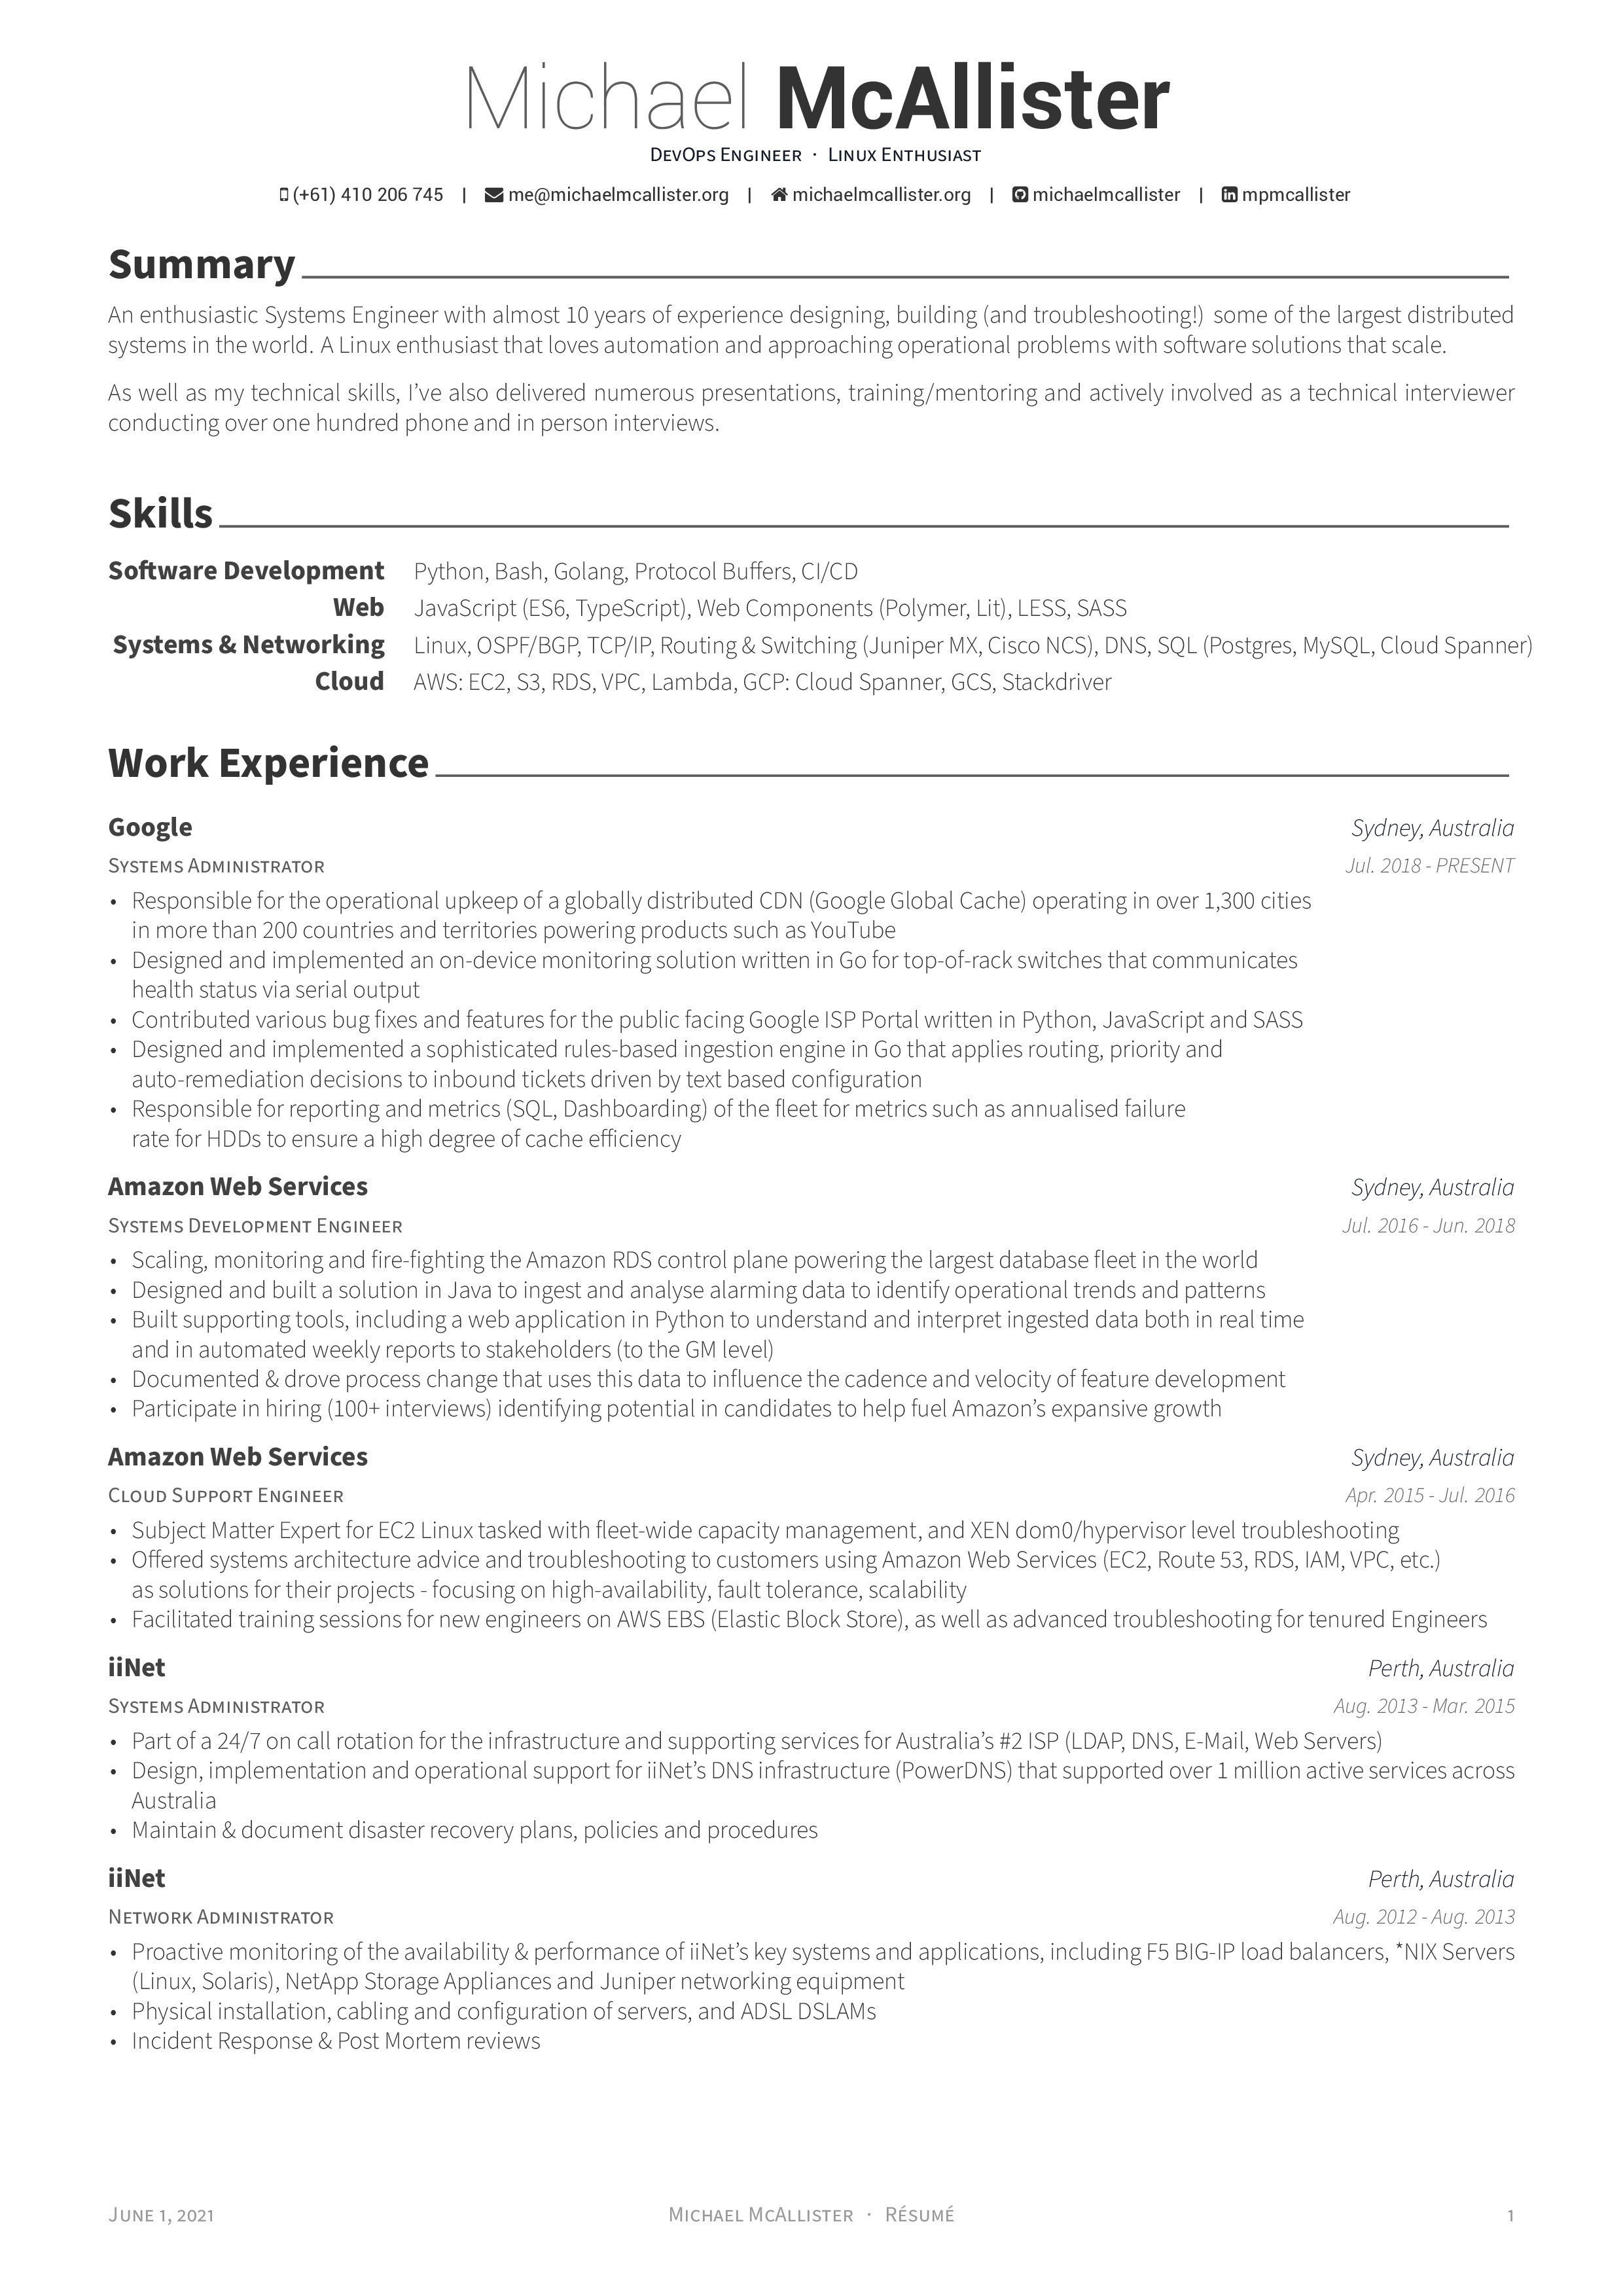 Michael McAllister
DevOps Engineer · Linux Enthusiast
(+61) 410 206 745 | me@michaelmcallister.org | michaelmcallister.org | michaelmcallister | mpmcallister
Summary
An enthusiastic Systems Engineer with almost 10 years of experience designing, building (and troubleshooting!) some of the largest distributed
systems in the world. A Linux enthusiast that loves automation and approaching operational problems with software solutions that scale.
As well as my technical skills, I've also delivered numerous presentations, training/mentoring and actively involved as a technical interviewer
conducting over one hundred phone and in person interviews.
Skills
Software Development Python, Bash, Golang, Protocol Buffers, CI/CD
Web JavaScript (ES6, TypeScript), Web Components (Polymer, Lit), LESS, SASS
Systems & Networking Linux, OSPF/BGP, TCP/IP, Routing & Switching (Juniper MX, Cisco NCS), DNS, SQL (Postgres, MySQL, Cloud Spanner)
Cloud AWS: EC2, S3, RDS, VPC, Lambda, GCP: Cloud Spanner, GCS, Stackdriver
Work Experience
Google Sydney, Australia
Systems Administrator Jul. 2018 - PRESENT
• Responsible for the operational upkeep of a globally distributed CDN (Google Global Cache) operating in over 1,300 cities
in more than 200 countries and territories powering products such as YouTube
• Designed and implemented an on-device monitoring solution written in Go for top-of-rack switches that communicates
health status via serial output
• Contributed various bug fixes and features for the public facing Google ISP Portal written in Python, JavaScript and SASS
• Designed and implemented a sophisticated rules-based ingestion engine in Go that applies routing, priority and
auto-remediation decisions to inbound tickets driven by text based configuration
• Responsible for reporting and metrics (SQL, Dashboarding) of the fleet for metrics such as annualised failure
rate for HDDs to ensure a high degree of cache efficiency
Amazon Web Services Sydney, Australia
Systems Development Engineer Jul. 2016 - Jun. 2018
• Scaling, monitoring and fire-fighting the Amazon RDS control plane powering the largest database fleet in the world
• Designed and built a solution in Java to ingest and analyse alarming data to identify operational trends and patterns
• Built supporting tools, including a web application in Python to understand and interpret ingested data both in real time
and in automated weekly reports to stakeholders (to the GM level)
• Documented & drove process change that uses this data to influence the cadence and velocity of feature development
• Participate in hiring (100+ interviews) identifying potential in candidates to help fuel Amazon's expansive growth
Amazon Web Services Sydney, Australia
Cloud Support Engineer Apr. 2015 - Jul. 2016
• Subject Matter Expert for EC2 Linux tasked with fleet-wide capacity management, and XEN dom0/hypervisor level troubleshooting
• Offered systems architecture advice and troubleshooting to customers using Amazon Web Services (EC2, Route 53, RDS, IAM, VPC, etc.)
as solutions for their projects - focusing on high-availability, fault tolerance, scalability
• Facilitated training sessions for new engineers on AWS EBS (Elastic Block Store), as well as advanced troubleshooting for tenured Engineers
iiNet Perth, Australia
Systems Administrator Aug. 2013 - Mar. 2015
• Part of a 24/7 on call rotation for the infrastructure and supporting services for Australia's #2 ISP (LDAP, DNS, E-Mail, Web Servers)
• Design, implementation and operational support for iiNet's DNS infrastructure (PowerDNS) that supported over 1 million active services across
Australia
• Maintain & document disaster recovery plans, policies and procedures
iiNet Perth, Australia
Network Administrator Aug. 2012 - Aug. 2013
• Proactive monitoring of the availability & performance of iiNet's key systems and applications, including F5 BIG-IP load balancers, *NIX Servers
(Linux, Solaris), NetApp Storage Appliances and Juniper networking equipment
• Physical installation, cabling and configuration of servers, and ADSL DSLAMs
• Incident Response & Post Mortem reviews
June 1, 2021 Michael McAllister · Résumé 1